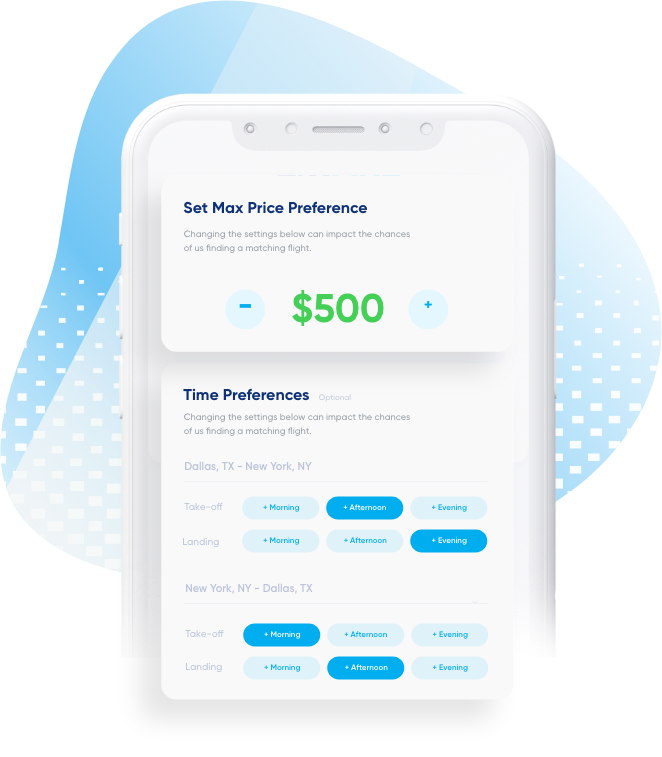 Set Max Price Preference
Changing the settings below can impact the chances
of us finding a matching flight.
- $500 +
Time Preferences Optional
Changing the settings below can impact the chances
of us finding a matching flight.
Dallas, TX - New York, NY
Take-off + Morning + Afternoon + Evening
Landing + Morning + Afternoon + Evening
New York, NY - Dallas, TX
Take-off + Morning + Afternoon + Evening
Landing + Morning + Afternoon + Evening